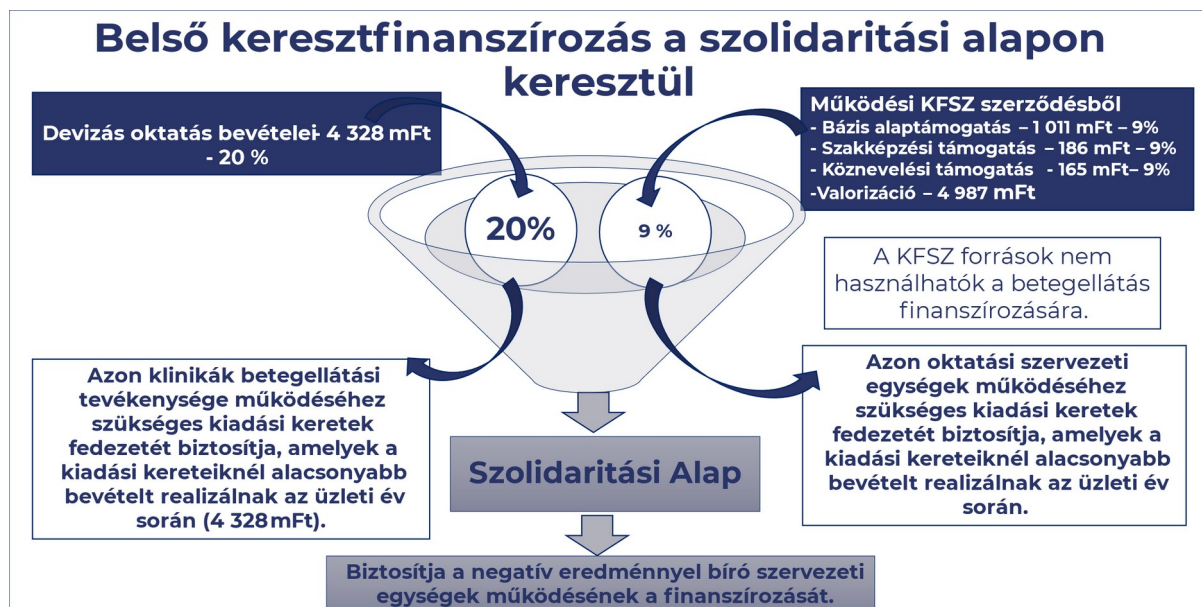 Belső keresztfinanszírozás a szolidaritási alapon
keresztül
Devizás oktatás bevételei- 4 328 mFt
- 20 %
Működési KFSZ szerződésből
- Bázis alaptámogatás – 1 011 mFt – 9%
- Szakképzési támogatás – 186 mFt – 9%
- Köznevelési támogatás - 165 mFt– 9%
-Valorizáció – 4 987 mFt
20%
9 %
A KFSZ források nem
használhatók a betegellátás
finanszírozására.
Azon klinikák betegellátási
tevékenysége működéséhez
szükséges kiadási keretek
fedezetét biztosítja, amelyek a
kiadási kereteiknél alacsonyabb
bevételt realizálnak az üzleti év
során (4 328 mFt).
Azon oktatási szervezeti
egységek működéséhez
szükséges kiadási keretek
fedezetét biztosítja, amelyek a
kiadási kereteiknél alacsonyabb
bevételt realizálnak az üzleti év
során.
Szolidaritási Alap
Biztosítja a negatív eredménnyel bíró szervezeti
egységek működésének a finanszírozását.